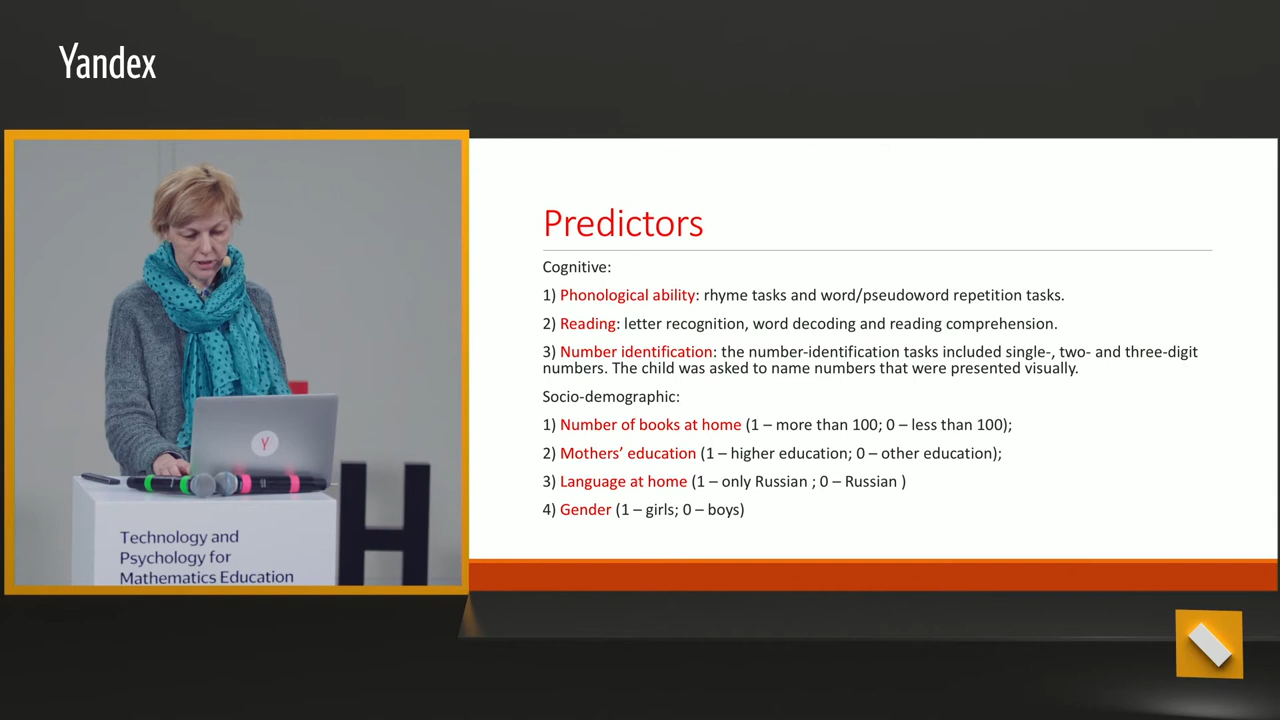 Yandex
Predictors
Cognitive:
1) Phonological ability: rhyme tasks and word/pseudoword repetition tasks.
2) Reading: letter recognition, word decoding and reading comprehension.
3) Number identification: the number-identification tasks included single-, two- and three-digit
numbers. The child was asked to name numbers that were presented visually.
Socio-demographic:
1) Number of books at home (1 – more than 100; 0 – less than 100);
2) Mothers’ education (1 – higher education; 0 – other education);
3) Language at home (1 – only Russian ; 0 – Russian )
4) Gender (1 – girls; 0 – boys)
Y
H
Technology and
Psychology for
Mathematics Education